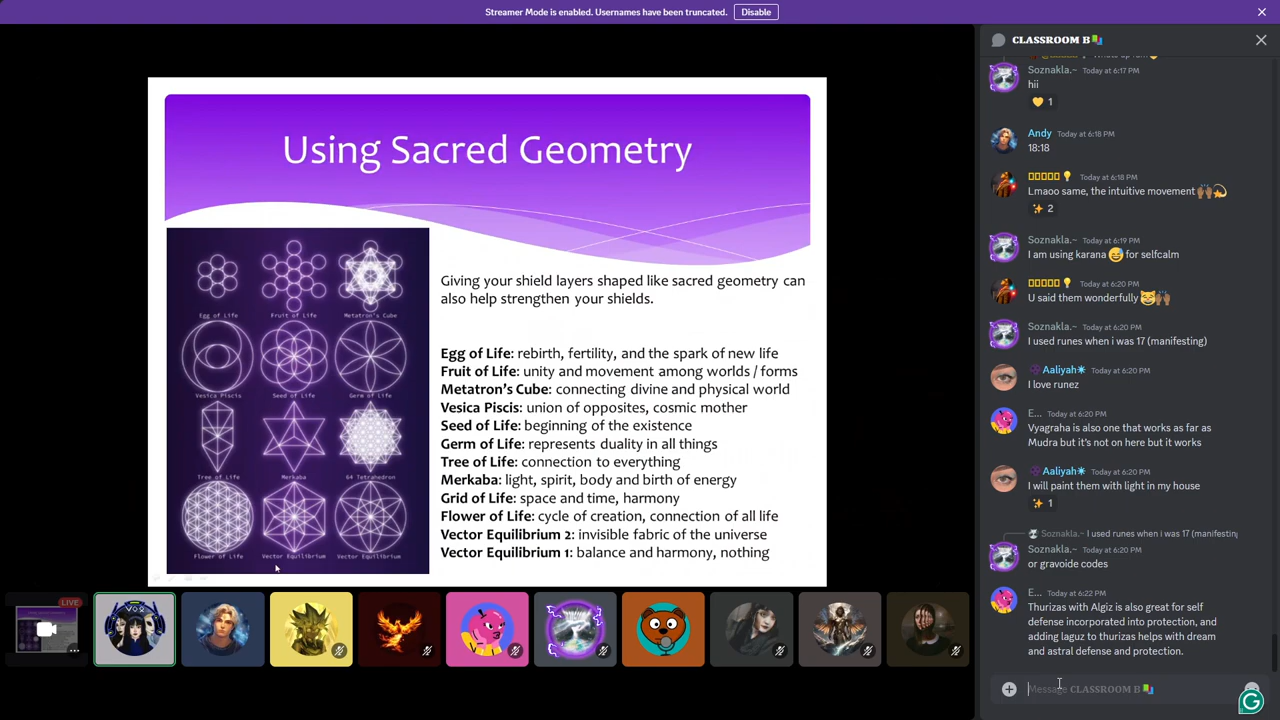 Streamer Mode is enabled. Usernames have been truncated.
Disable
Using Sacred Geometry
Egg of Life
Fruit of Life
Metatron's Cube
Vesica Piscis
Seed of Life
Germ of Life
Tree of Life
Merkaba
64 Tetrahedron
Flower of Life
Vector Equilibrium
Vector Equilibrium
Giving your shield layers shaped like sacred geometry can
also help strengthen your shields.
Egg of Life: rebirth, fertility, and the spark of new life
Fruit of Life: unity and movement among worlds / forms
Metatron's Cube: connecting divine and physical world
Vesica Piscis: union of opposites, cosmic mother
Seed of Life: beginning of the existence
Germ of Life: represents duality in all things
Tree of Life: connection to everything
Merkaba: light, spirit, body and birth of energy
Grid of Life: space and time, harmony
Flower of Life: cycle of creation, connection of all life
Vector Equilibrium 2: invisible fabric of the universe
Vector Equilibrium 1: balance and harmony, nothing
LIVE
VOX
CLASSROOM B
Soznakla.~ Today at 6:17 PM
hii
💛 1
Andy Today at 6:18 PM
18:18
Today at 6:18 PM
Lmaoo same, the intuitive movement
✨ 2
Soznakla.~ Today at 6:19 PM
I am using karana 😅 for selfcalm
Today at 6:20 PM
U said them wonderfully
Soznakla.~ Today at 6:20 PM
I used runes when i was 17 (manifesting)
Aaliyah Today at 6:20 PM
I love runez
E... Today at 6:20 PM
Vyagraha is also one that works as far as
Mudra but it's not on here but it works
Aaliyah Today at 6:20 PM
I will paint them with light in my house
✨ 1
Soznakla.~ I used runes when i was 17 (manifesting
Soznakla.~ Today at 6:20 PM
or gravoide codes
E... Today at 6:22 PM
Thurizas with Algiz is also great for self
defense incorporated into protection, and
adding laguz to thurizas helps with dream
and astral defense and protection.
Message CLASSROOM B